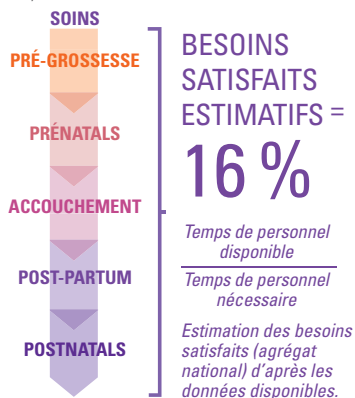 SOINS
PRÉ-GROSSESSE
PRÉNATALS
ACCOUCHEMENT
POST-PARTUM
POSTNATALS
BESOINS
SATISFAITS
ESTIMATIFS =
16 %
Temps de personnel
disponible
Temps de personnel
nécessaire
Estimation des besoins
satisfaits (agrégat
national) d’après les
données disponibles.